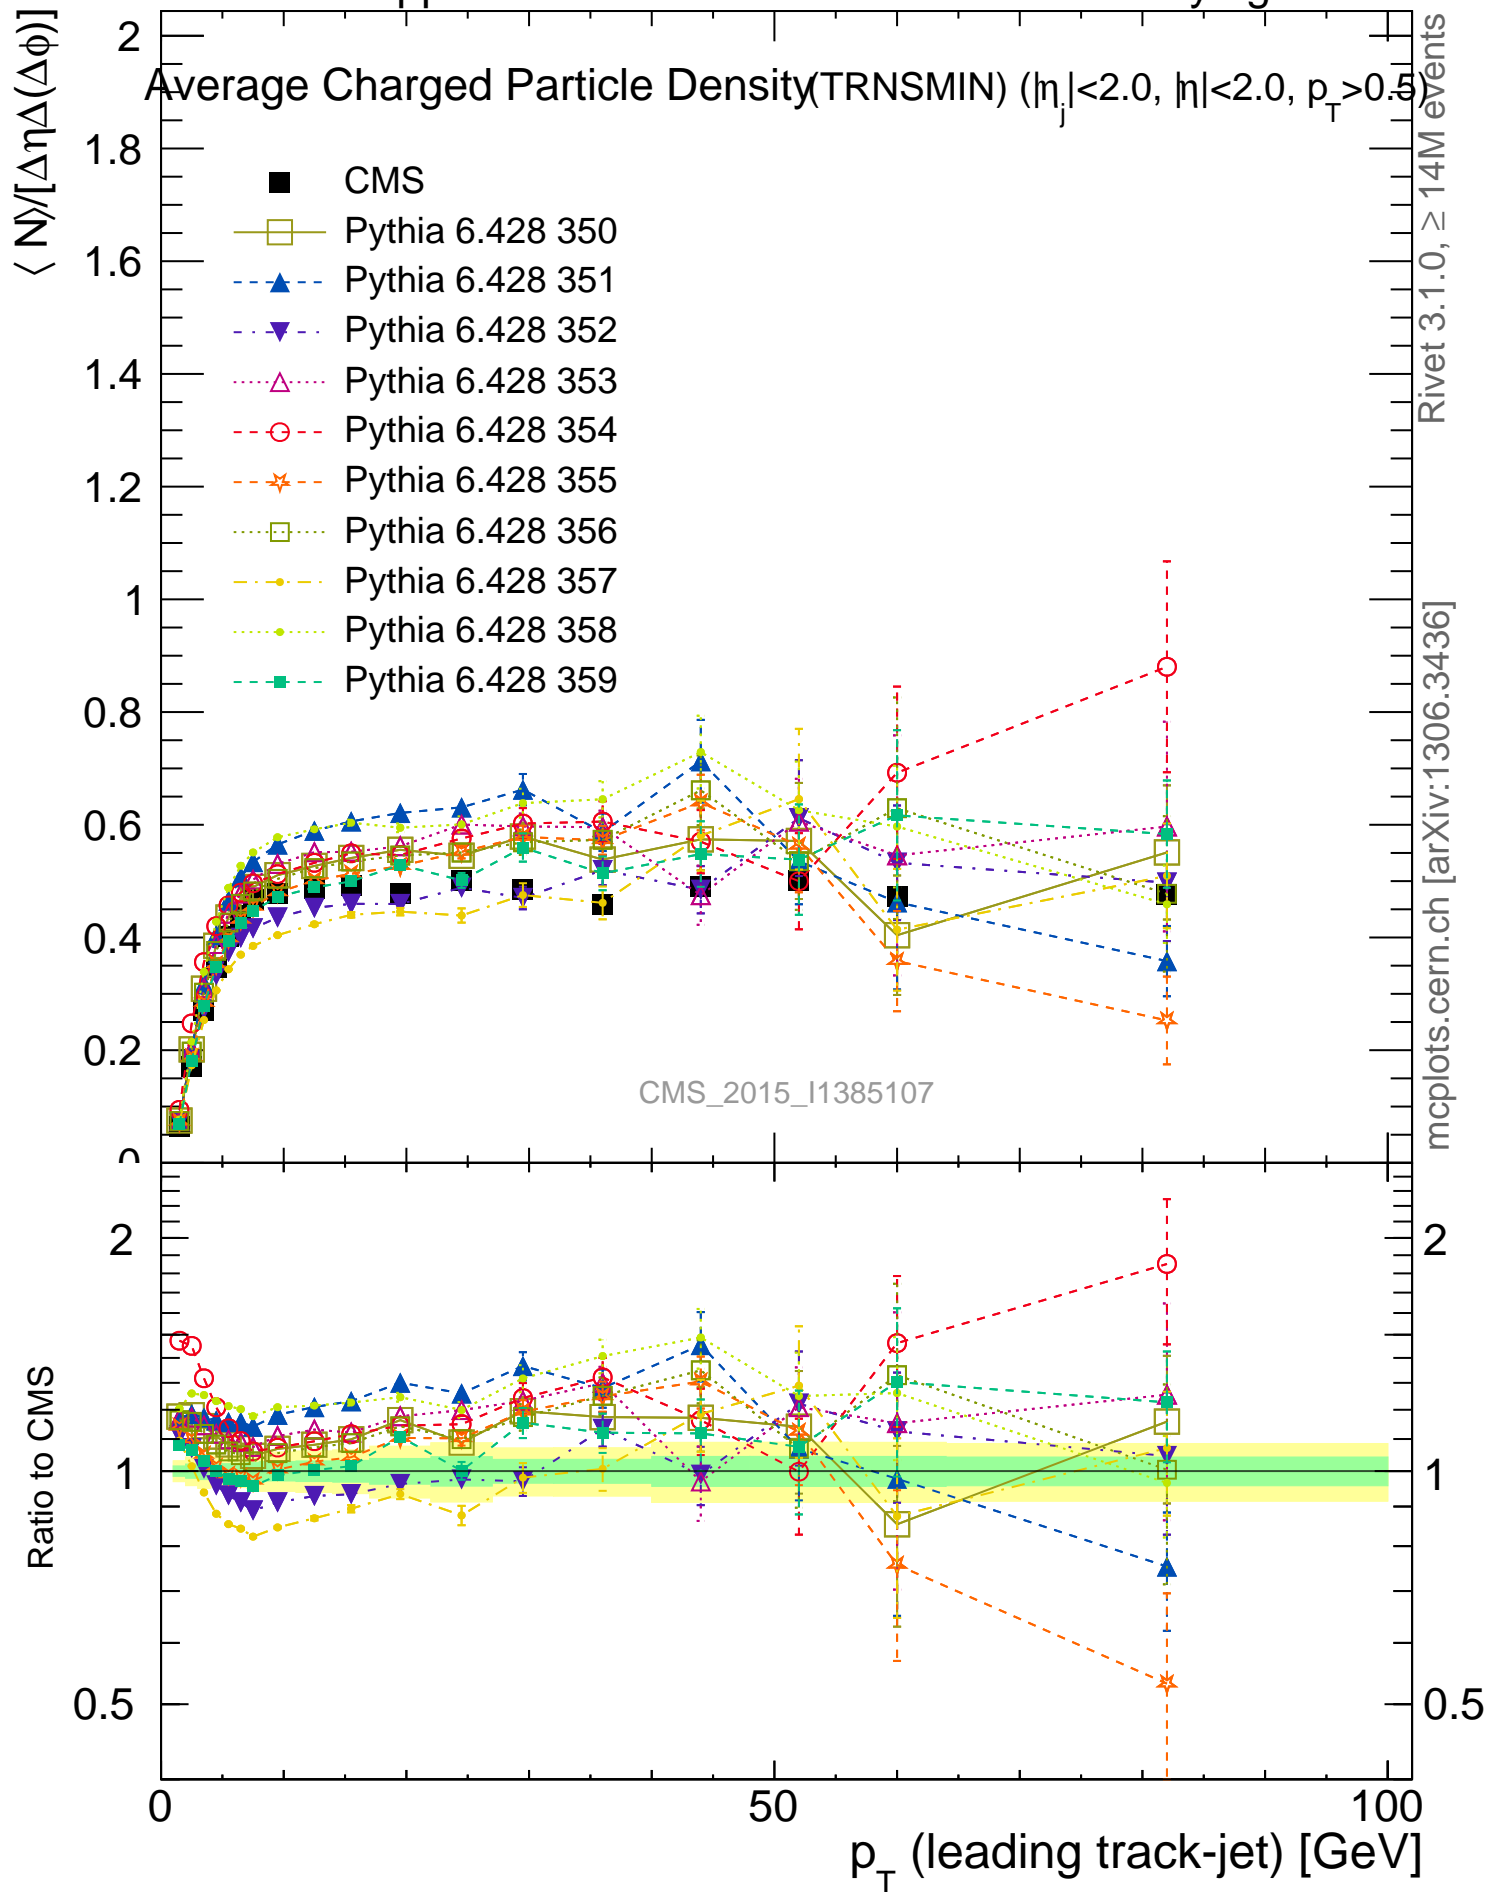 Average Charged Particle Density (TRNSMIN) (|ηj|<2.0, |η|<2.0, pT>0.5)
⟨ N⟩/[ΔηΔ(Δϕ)]
2
1.8
1.6
1.4
1.2
1
0.8
0.6
0.4
0.2
0
CMS
Pythia 6.428 350
Pythia 6.428 351
Pythia 6.428 352
Pythia 6.428 353
Pythia 6.428 354
Pythia 6.428 355
Pythia 6.428 356
Pythia 6.428 357
Pythia 6.428 358
Pythia 6.428 359
CMS_2015_I1385107
Rivet 3.1.0, ≥ 14M events
mcplots.cern.ch [arXiv:1306.3436]
Ratio to CMS
2
1
0.5
2
1
0.5
0
50
100
pT (leading track-jet) [GeV]